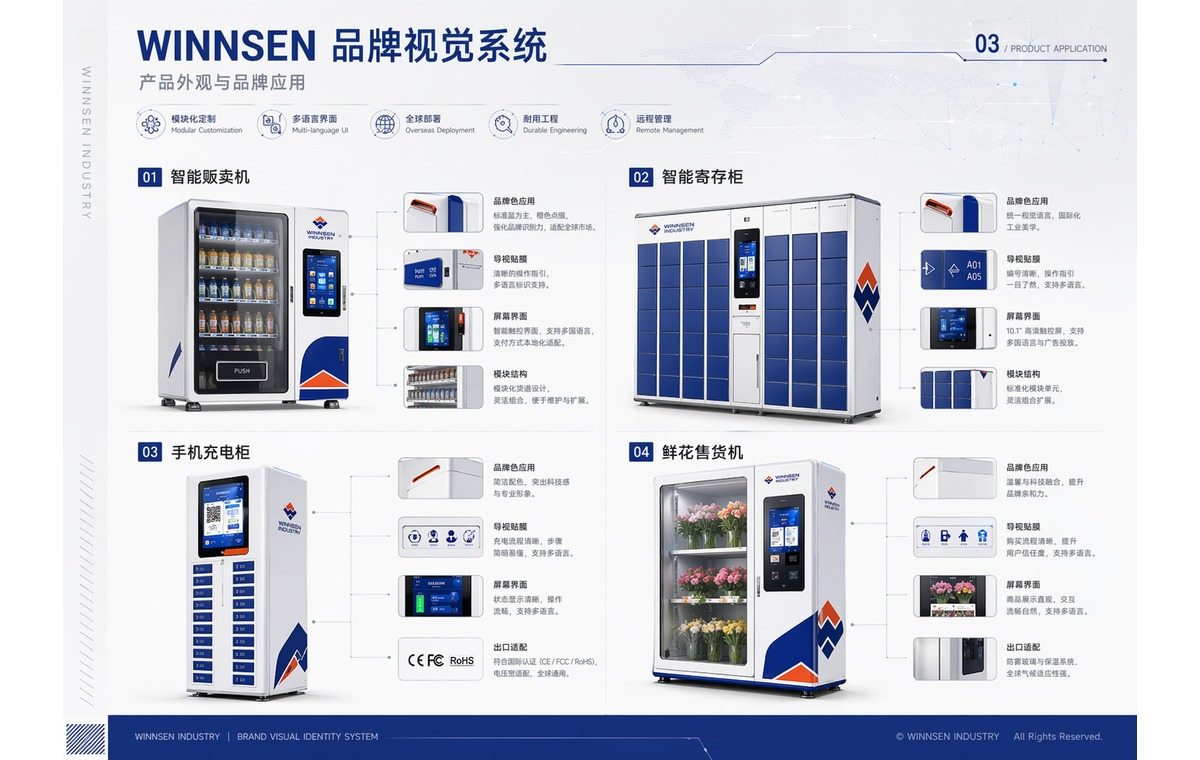 WINNSEN 品牌视觉系统
产品外观与品牌应用
03 / PRODUCT APPLICATION
WINNSEN INDUSTRY
模块化定制
Modular Customization
多语言界面
Multi-language UI
全球部署
Overseas Deployment
耐用工程
Durable Engineering
远程管理
Remote Management
01 智能贩卖机
WINNSEN
INDUSTRY
PUSH
品牌色应用
标准蓝为主，橙色点缀，
强化品牌识别力，适配全球市场。
导视贴膜
清晰的操作指引，
多语言标识支持。
屏幕界面
智能触控界面，支持多国语言，
支付方式本地化适配。
模块结构
模块化货道设计，
灵活组合，便于维护与扩展。
02 智能寄存柜
WINNSEN
INDUSTRY
品牌色应用
统一视觉语言，国际化
工业美学。
导视贴膜
编号清晰，操作指引
一目了然，支持多语言。
A01
A05
屏幕界面
10.1" 高清触控屏，支持
多国语言与广告投放。
模块结构
标准化模块单元，
灵活组合扩展。
03 手机充电柜
WINNSEN
INDUSTRY
品牌色应用
简洁配色，突出科技感
与专业形象。
导视贴膜
充电流程清晰，步骤
简明易懂，支持多语言。
屏幕界面
状态显示清晰，操作
流畅，支持多语言。
CE FC RoHS
出口适配
符合国际认证 (CE / FCC / RoHS)，
电压宽适配，全球通用。
04 鲜花售货机
WINNSEN
INDUSTRY
WINNSEN
INDUSTRY
品牌色应用
温馨与科技融合，提升
品牌亲和力。
导视贴膜
购买流程清晰，提升
用户信任度，支持多语言。
屏幕界面
商品展示直观，交互
流畅自然，支持多语言。
出口适配
防雾玻璃与保温系统，
全球气候适应性强。
WINNSEN INDUSTRY | BRAND VISUAL IDENTITY SYSTEM
© WINNSEN INDUSTRY All Rights Reserved.